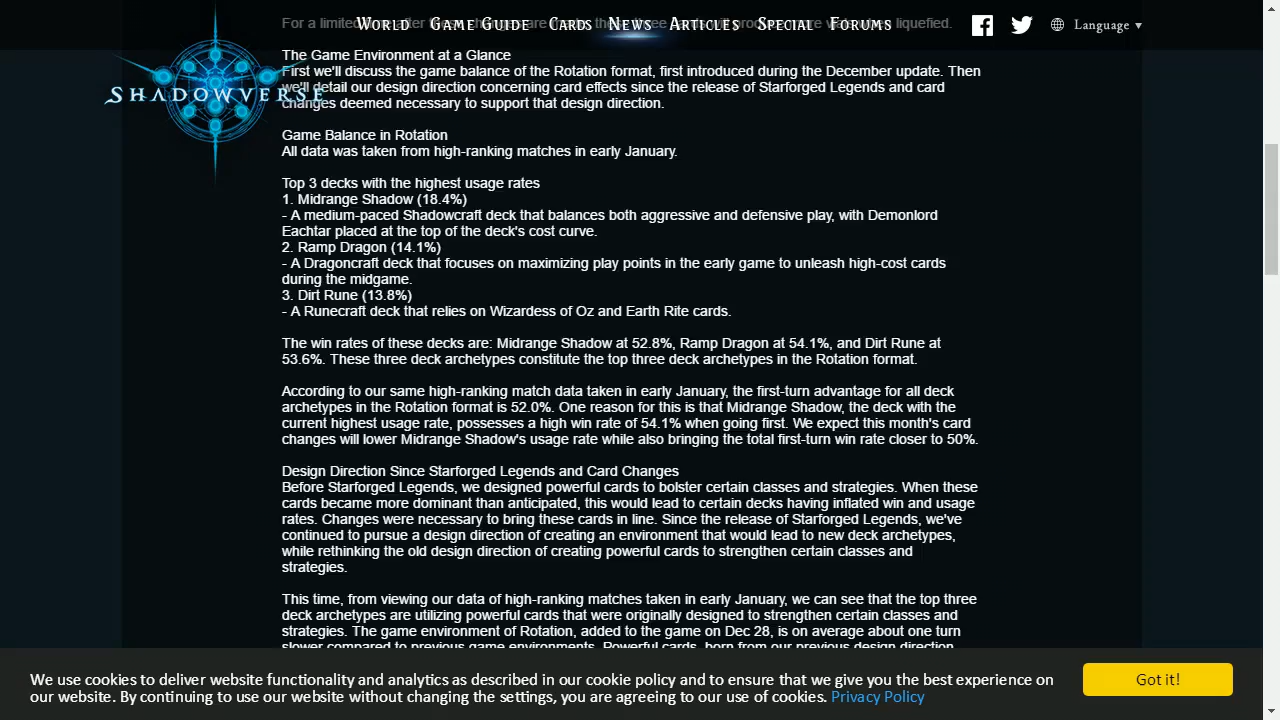 WORLD GAME GUIDE CARDS NEWS ARTICLES SPECIAL FORUMS Language
SHADOWVERSE
For a limited time after these changes are made, these three cards will produce more vials when liquefied.
The Game Environment at a Glance
First we'll discuss the game balance of the Rotation format, first introduced during the December update. Then
we'll detail our design direction concerning card effects since the release of Starforged Legends and card
changes deemed necessary to support that design direction.
Game Balance in Rotation
All data was taken from high-ranking matches in early January.
Top 3 decks with the highest usage rates
1. Midrange Shadow (18.4%)
- A medium-paced Shadowcraft deck that balances both aggressive and defensive play, with Demonlord
Eachtar placed at the top of the deck's cost curve.
2. Ramp Dragon (14.1%)
- A Dragoncraft deck that focuses on maximizing play points in the early game to unleash high-cost cards
during the midgame.
3. Dirt Rune (13.8%)
- A Runecraft deck that relies on Wizardess of Oz and Earth Rite cards.
The win rates of these decks are: Midrange Shadow at 52.8%, Ramp Dragon at 54.1%, and Dirt Rune at
53.6%. These three deck archetypes constitute the top three deck archetypes in the Rotation format.
According to our same high-ranking match data taken in early January, the first-turn advantage for all deck
archetypes in the Rotation format is 52.0%. One reason for this is that Midrange Shadow, the deck with the
current highest usage rate, possesses a high win rate of 54.1% when going first. We expect this month's card
changes will lower Midrange Shadow's usage rate while also bringing the total first-turn win rate closer to 50%.
Design Direction Since Starforged Legends and Card Changes
Before Starforged Legends, we designed powerful cards to bolster certain classes and strategies. When these
cards became more dominant than anticipated, this would lead to certain decks having inflated win and usage
rates. Changes were necessary to bring these cards in line. Since the release of Starforged Legends, we've
continued to pursue a design direction of creating an environment that would lead to new deck archetypes,
while rethinking the old design direction of creating powerful cards to strengthen certain classes and
strategies.
This time, from viewing our data of high-ranking matches taken in early January, we can see that the top three
deck archetypes are utilizing powerful cards that were originally designed to strengthen certain classes and
strategies. The game environment of Rotation, added to the game on Dec 28, is on average about one turn
slower compared to previous game environments. Powerful cards, born from our previous design direction,
We use cookies to deliver website functionality and analytics as described in our cookie policy and to ensure that we give you the best experience on
our website. By continuing to use our website without changing the settings, you are agreeing to our use of cookies. Privacy Policy
Got it!